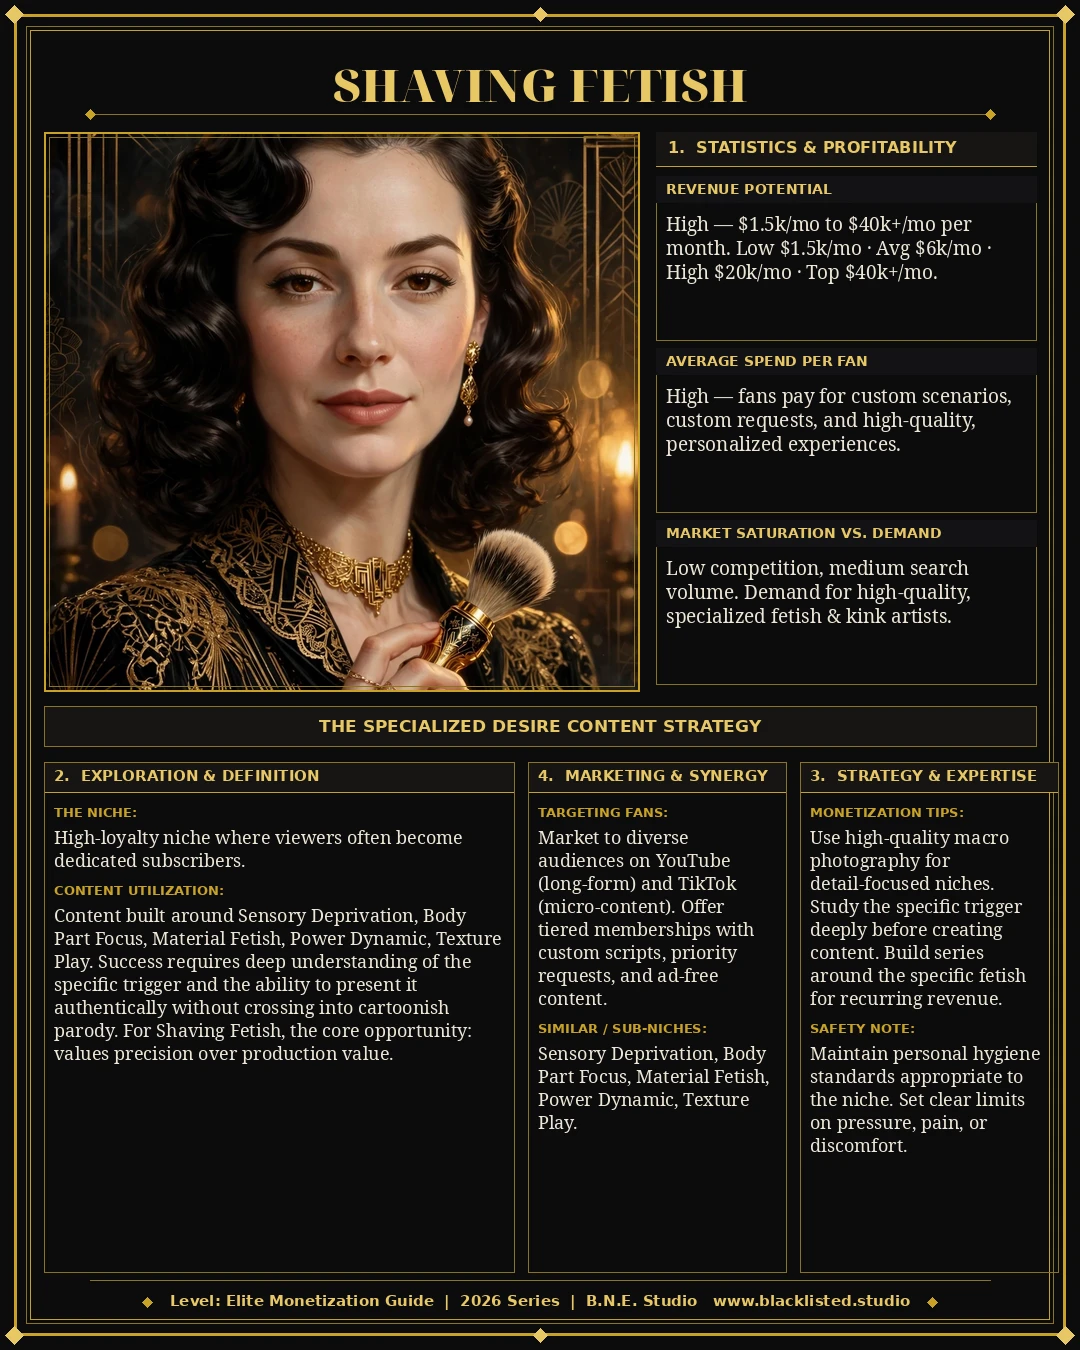 SHAVING FETISH
1. STATISTICS & PROFITABILITY
REVENUE POTENTIAL
High — $1.5k/mo to $40k+/mo per
month. Low $1.5k/mo · Avg $6k/mo ·
High $20k/mo · Top $40k+/mo.
AVERAGE SPEND PER FAN
High — fans pay for custom scenarios,
custom requests, and high-quality,
personalized experiences.
MARKET SATURATION VS. DEMAND
Low competition, medium search
volume. Demand for high-quality,
specialized fetish & kink artists.
THE SPECIALIZED DESIRE CONTENT STRATEGY
2. EXPLORATION & DEFINITION
THE NICHE:
High-loyalty niche where viewers often become
dedicated subscribers.
CONTENT UTILIZATION:
Content built around Sensory Deprivation, Body
Part Focus, Material Fetish, Power Dynamic, Texture
Play. Success requires deep understanding of the
specific trigger and the ability to present it
authentically without crossing into cartoonish
parody. For Shaving Fetish, the core opportunity:
values precision over production value.
4. MARKETING & SYNERGY
TARGETING FANS:
Market to diverse
audiences on YouTube
(long-form) and TikTok
(micro-content). Offer
tiered memberships with
custom scripts, priority
requests, and ad-free
content.
SIMILAR / SUB-NICHES:
Sensory Deprivation, Body
Part Focus, Material Fetish,
Power Dynamic, Texture
Play.
3. STRATEGY & EXPERTISE
MONETIZATION TIPS:
Use high-quality macro
photography for
detail-focused niches.
Study the specific trigger
deeply before creating
content. Build series
around the specific fetish
for recurring revenue.
SAFETY NOTE:
Maintain personal hygiene
standards appropriate to
the niche. Set clear limits
on pressure, pain, or
discomfort.
Level: Elite Monetization Guide | 2026 Series | B.N.E. Studio www.blacklisted.studio